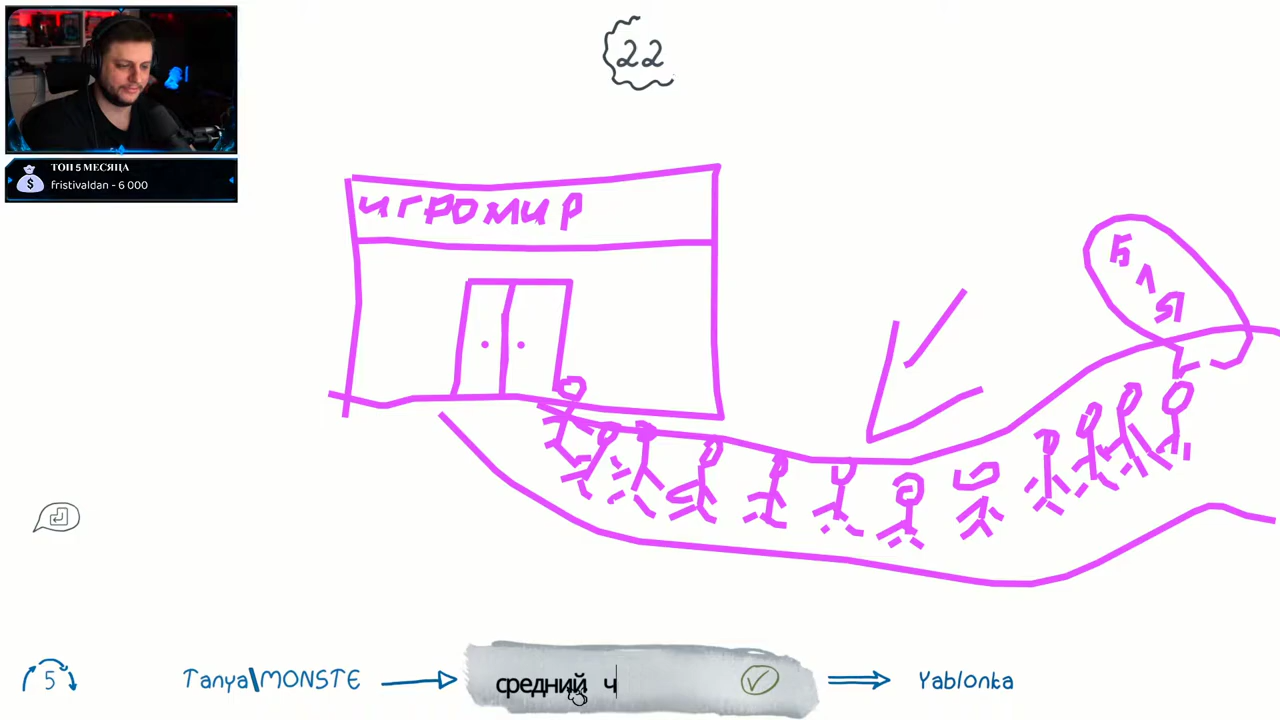 22
ТОП 5 МЕСЯЦА
fristivaldan - 6 000
ИГРОМИР
БЛЯ
5
Tanya\MONSTE
средний ч
Yablonka